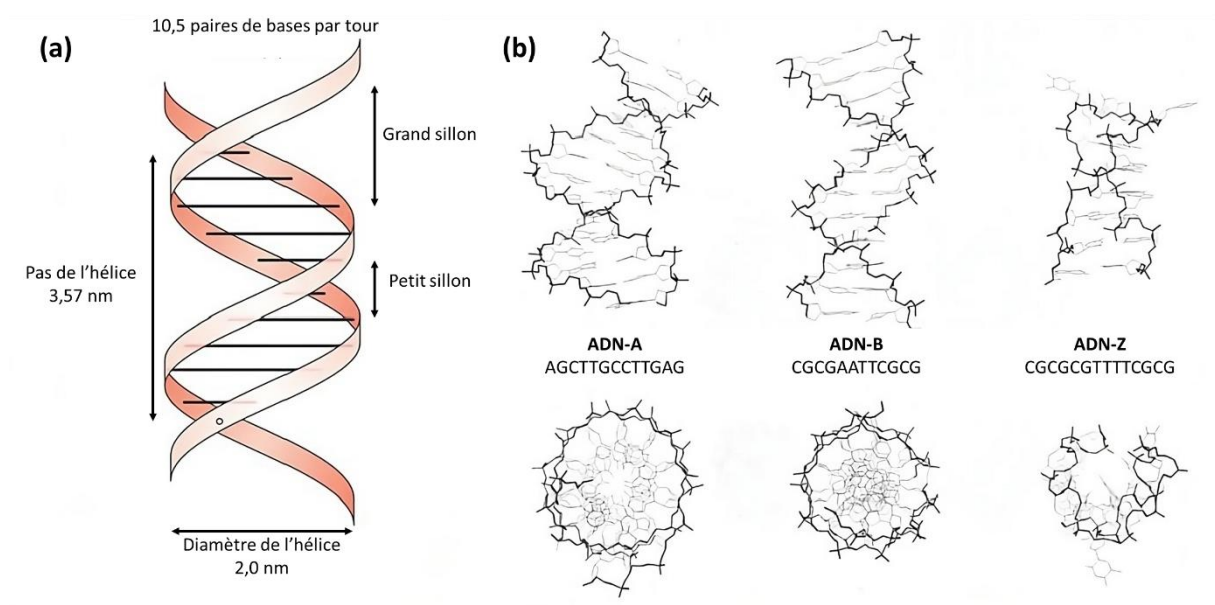 10,5 paires de bases par tour
(a)
Grand sillon
Pas de l’hélice
3,57 nm
Petit sillon
Diamètre de l’hélice
2,0 nm
(b)
ADN-A
AGCTTGCCTTGAG
ADN-B
CGCGAATTCGCG
ADN-Z
CGCGCGTTTTCGCG